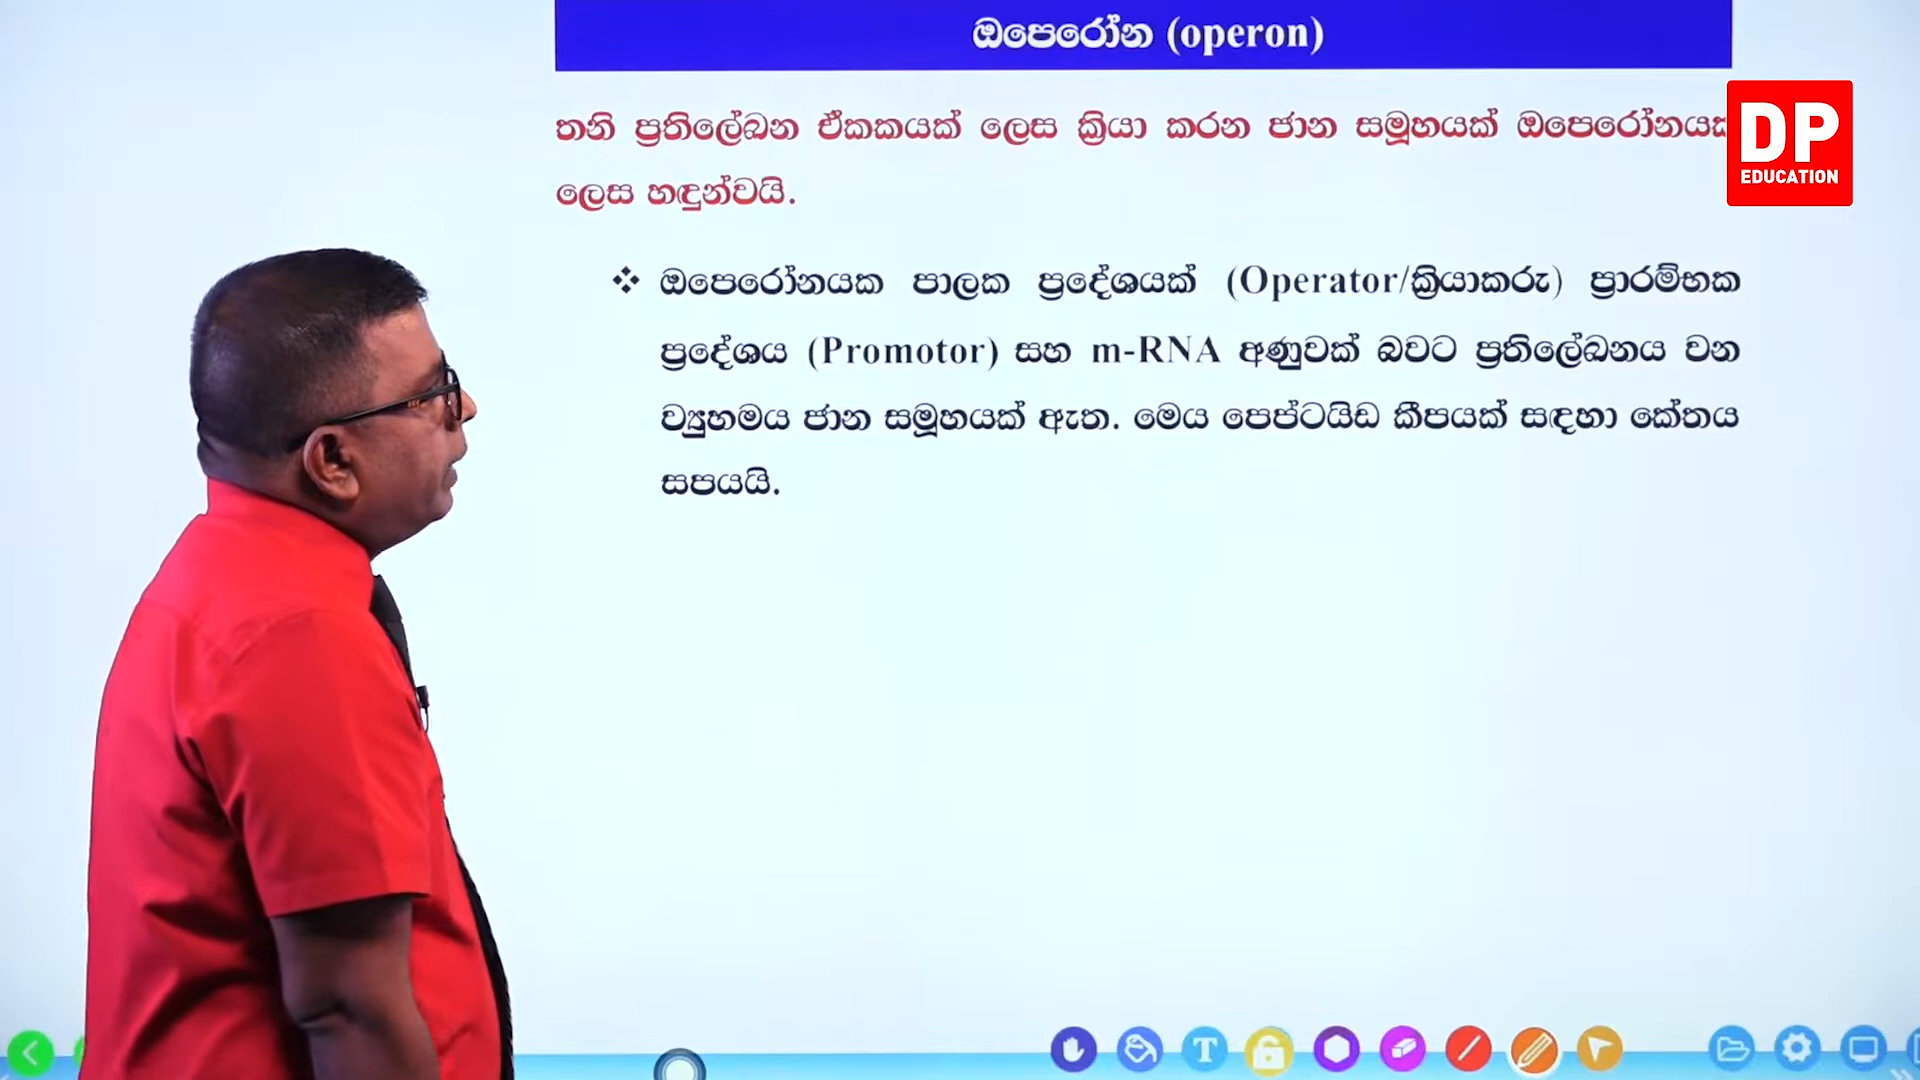 ඔපෙරෝන (operon)
තනි ප්‍රතිලේඛන ඒකකයක් ලෙස ක්‍රියා කරන ජාන සමූහයක් ඔපෙරෝනයක
ලෙස හඳුන්වයි.
DP
EDUCATION
❖ ඔපෙරෝනයක පාලක ප්‍රදේශයක් (Operator/ක්‍රියාකරු) ප්‍රාරම්භක
ප්‍රදේශය (Promotor) සහ m-RNA අණුවක් බවට ප්‍රතිලේඛනය වන
ව්‍යුහමය ජාන සමූහයක් ඇත. මෙය පෙප්ටයිඩ කීපයක් සඳහා කේතය
සපයයි.
T